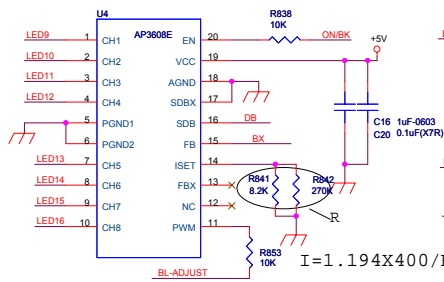 U4
R838
10K
LED9 1 CH1 AP3608E EN 20 ON/BK
+5V
LED10 2 CH2 VCC 19
LED11 3 CH3 AGND 18
LED12 4 CH4 SDBX 17
5 PGND1 SDB 16 DB
C16 1uF-0603
C20 0.1uF(X7R)
6 PGND2 FB 15 BX
LED13 7 CH5 ISET 14
LED14 8 CH6 FBX 13
R841 8.2K
R842 270K
LED15 9 CH7 NC 12
LED16 10 CH8 PWM 11
R
R853
10K
BL-ADJUST
I=1.194X400/